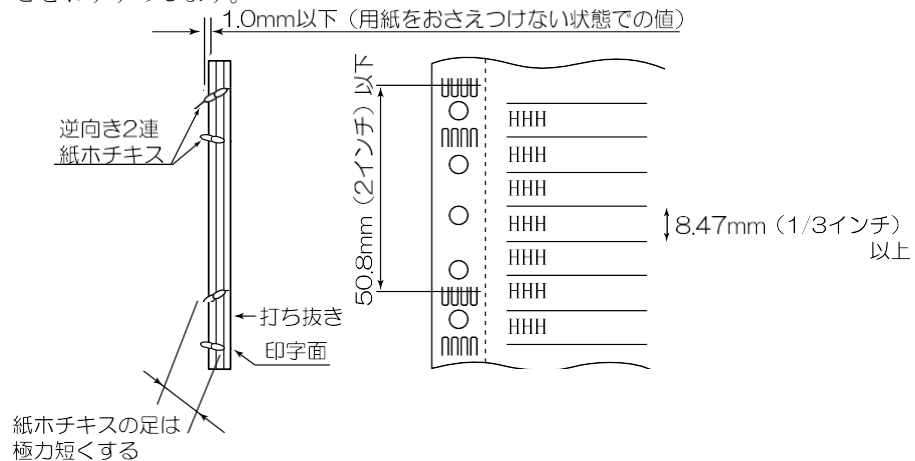 1.0mm以下（用紙をおさえつけない状態での値）
逆向き2連
紙ホチキス
50.8mm（2インチ）以下
HHH
HHH
HHH
HHH
HHH
HHH
HHH
8.47mm（1/3インチ）
以上
打ち抜き
印字面
紙ホチキスの足は
極力短くする